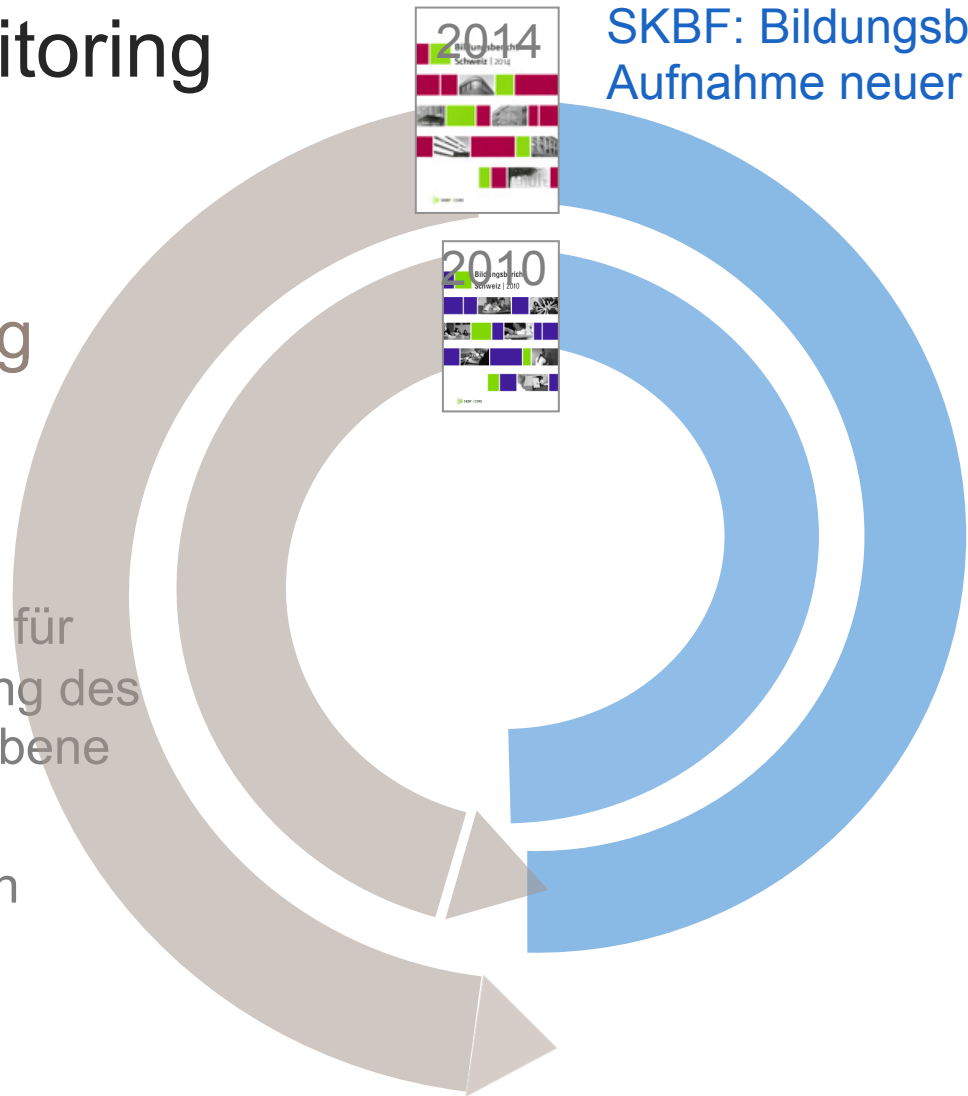 itoring
SKBF: Bildungsb
Aufnahme neuer
2014
Bildungsbericht
Schweiz | 2014
2010
Bildungsbericht
Schweiz | 2010
g
für
ng des
bene
n